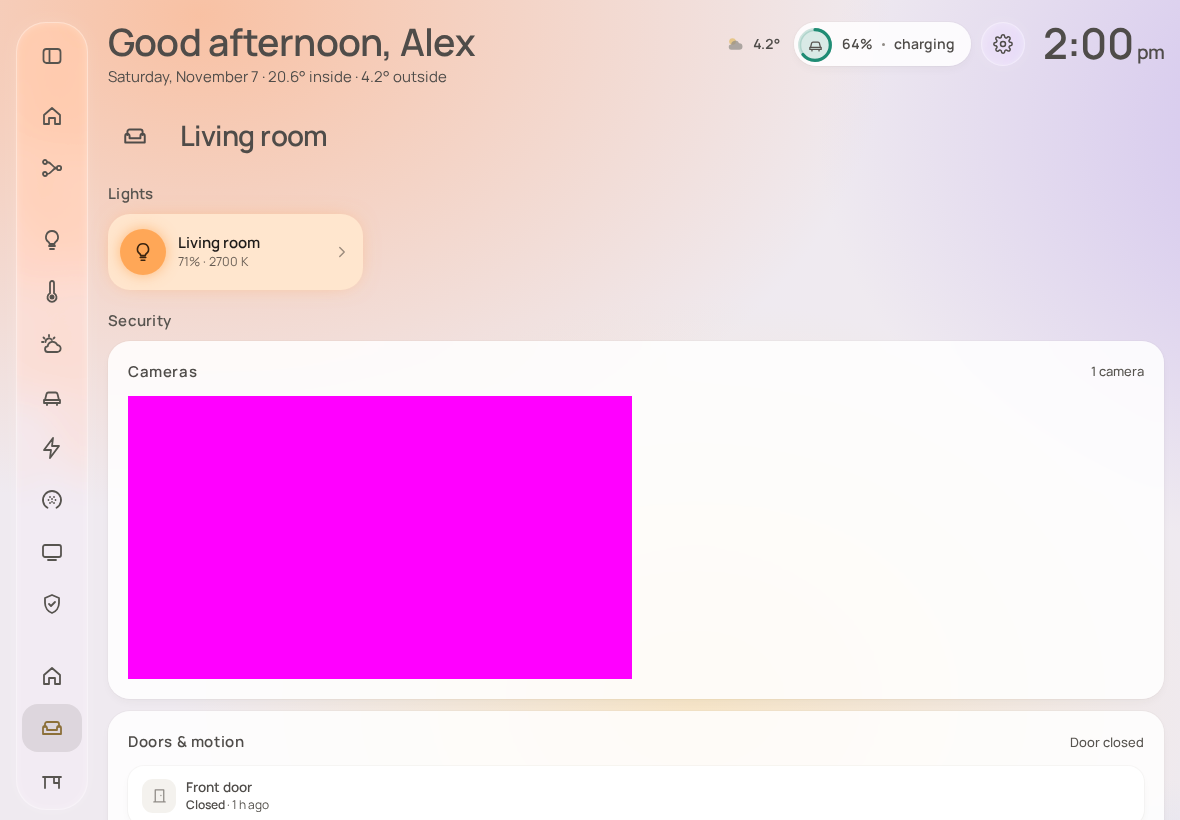 Good afternoon, Alex
Saturday, November 7 · 20.6° inside · 4.2° outside
4.2°
64% • charging
2:00 pm
Living room
Lights
Living room
71% · 2700 K
Security
Cameras
1 camera
Doors & motion
Door closed
Front door
Closed · 1 h ago